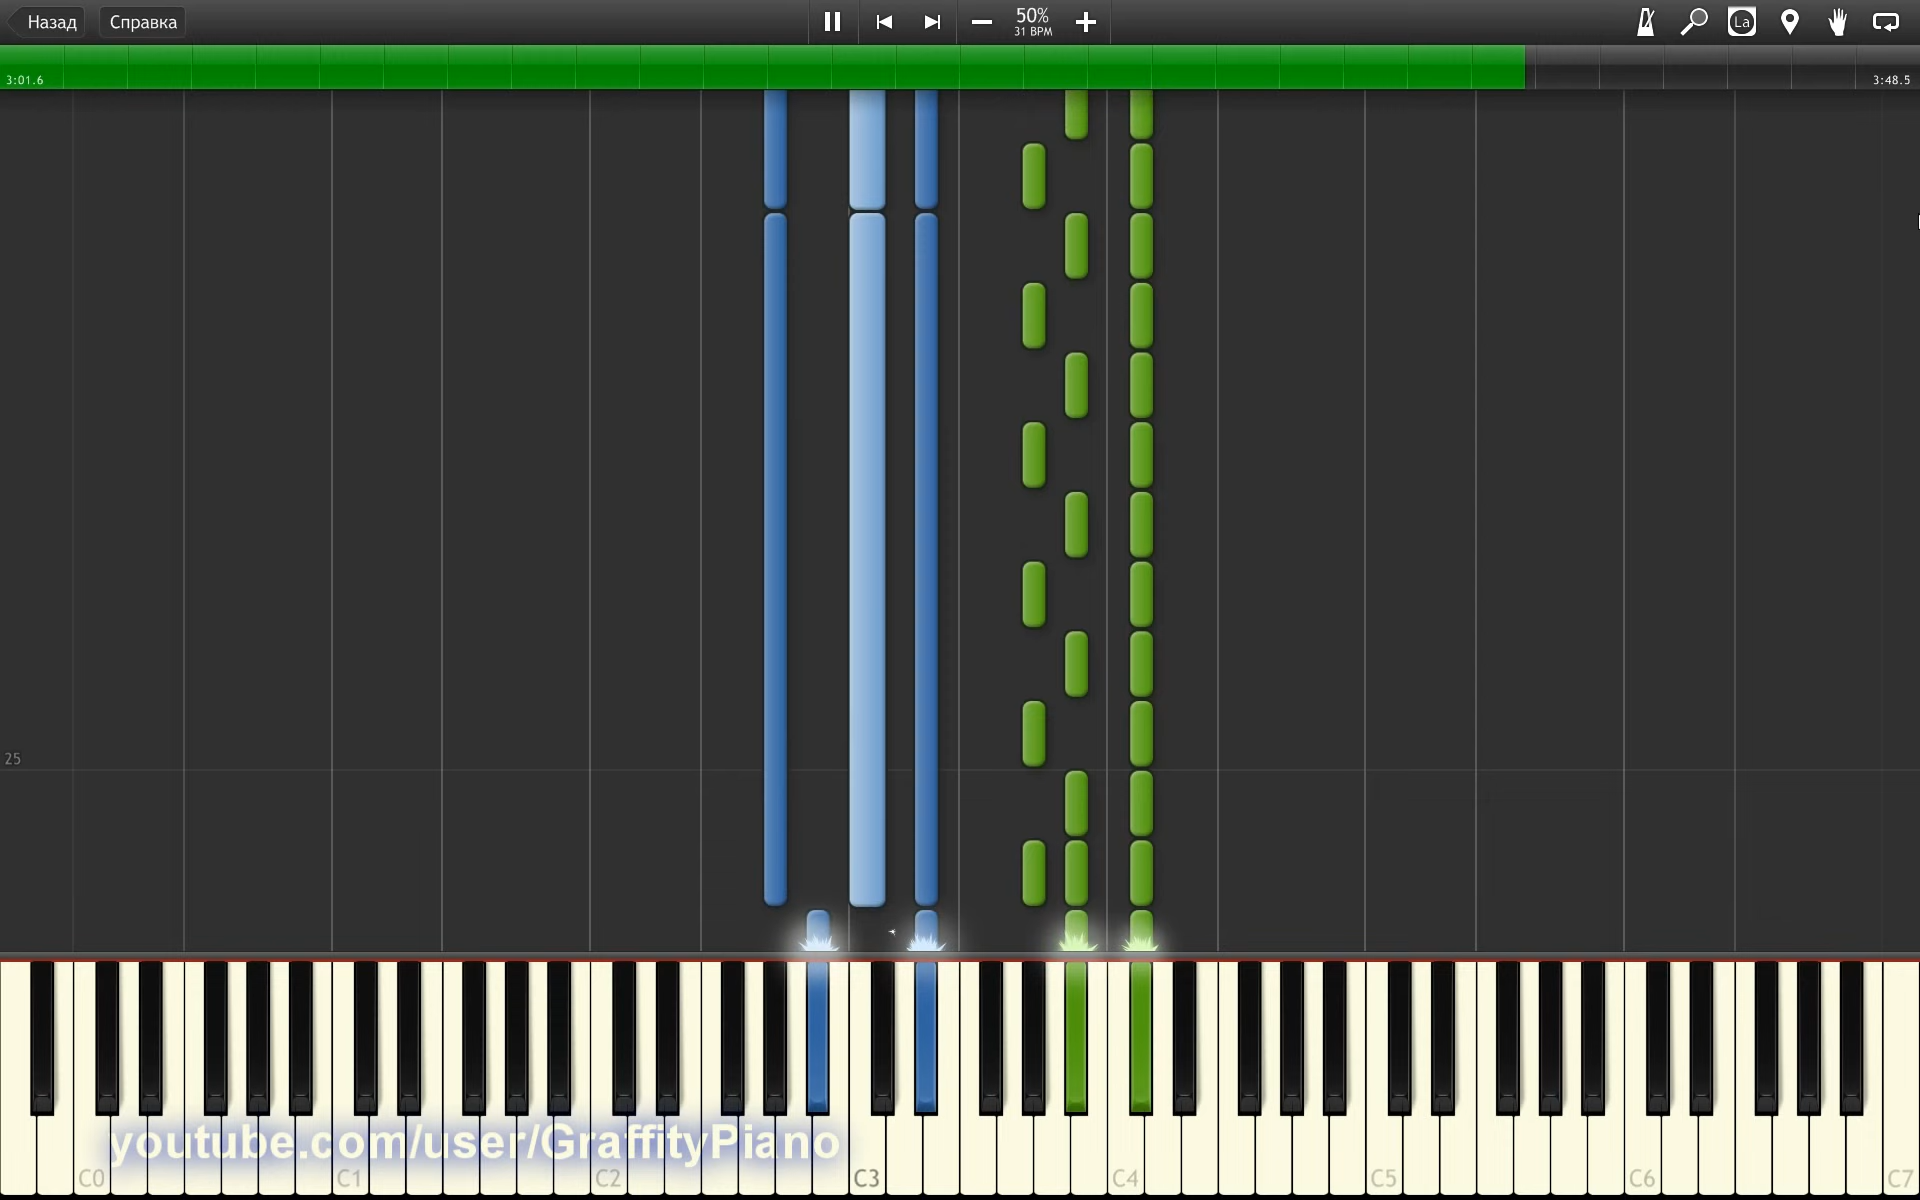 Назад
Справка
50%
31 BPM
La
3:01.6
3:48.5
25
youtube.com/user/GraffityPiano
C0
C1
C2
C3
C4
C5
C6
C7